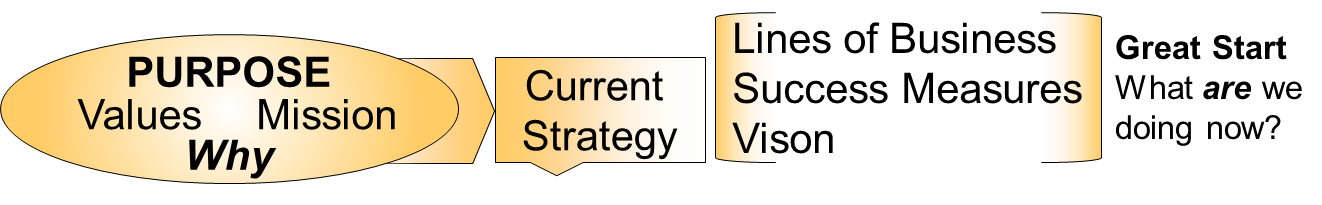 PURPOSE
Values Mission
Why
Current
Strategy
Lines of Business
Success Measures
Vison
Great Start
What are we
doing now?